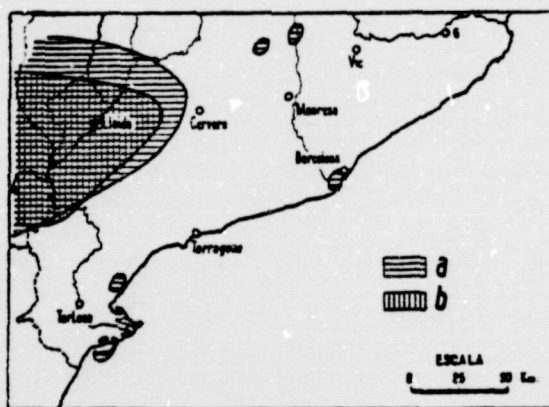 G
Vic
Manresa
Lleida
Cervera
Barcelona
Tarragona
Tortosa
a
b
ESCALA
0 25 50 Km.